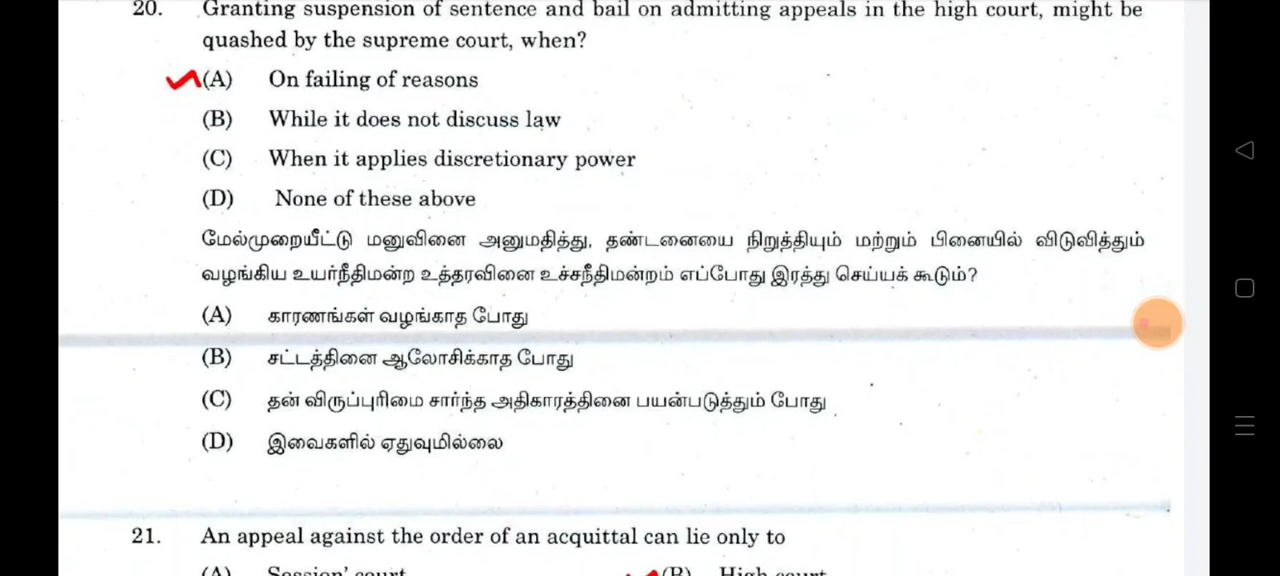 20. Granting suspension of sentence and bail on admitting appeals in the high court, might be
quashed by the supreme court, when?
(A) On failing of reasons
(B) While it does not discuss law
(C) When it applies discretionary power
(D) None of these above
மேல்முறையீட்டு மனுவினை அனுமதித்து, தண்டனையை நிறுத்தியும் மற்றும் பினையில் விடுவித்தும்
வழங்கிய உயர்நீதிமன்ற உத்தரவினை உச்சநீதிமன்றம் எப்போது இரத்து செய்யக் கூடும்?
(A) காரணங்கள் வழங்காத போது
(B) சட்டத்தினை ஆலோசிக்காத போது
(C) தன் விருப்புரிமை சார்ந்த அதிகாரத்தினை பயன்படுத்தும் போது
(D) இவைகளில் ஏதுவுமில்லை
21. An appeal against the order of an acquittal can lie only to
(A) Session' court (B) High court